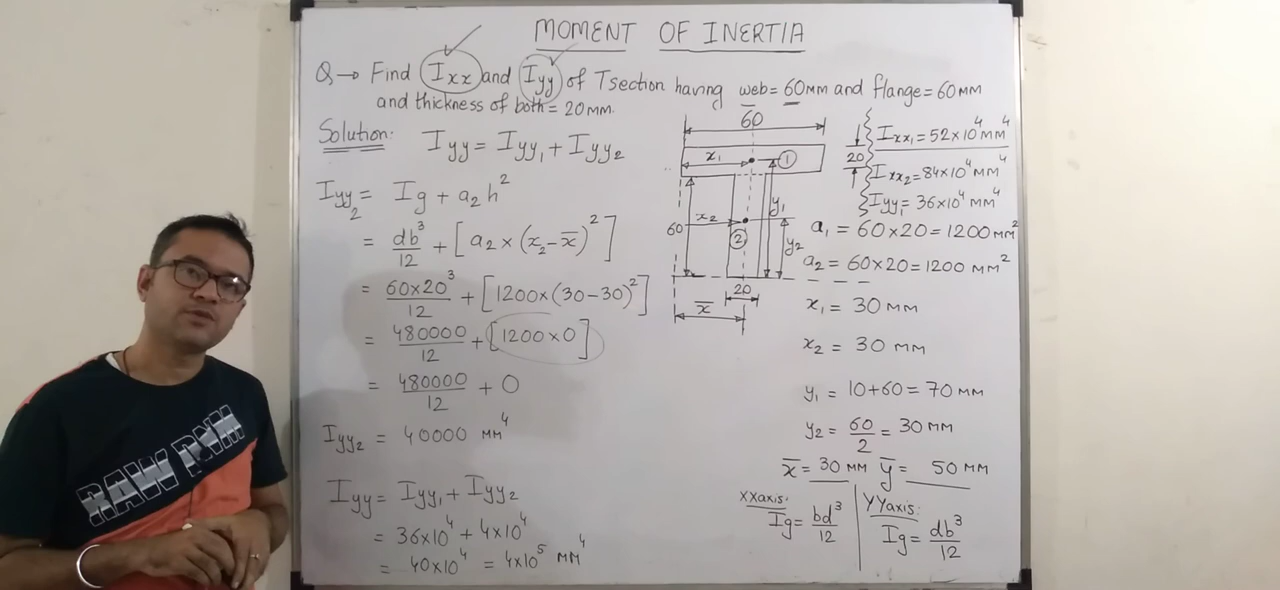 MOMENT OF INERTIA
Q→ Find Ixx and Iyy of T section having web = 60 MM and flange = 60 MM
and thickness of both = 20 MM.
Solution:
Iyy = Iyy₁ + Iyy₂
Iyy₂ = Ig + a₂h²
= db³/12 + [a₂ × (x₂ - x̅)²]
= 60×20³/12 + [1200×(30-30)²]
= 480000/12 + [1200×0]
= 480000/12 + 0
Iyy₂ = 40000 MM⁴
Iyy = Iyy₁ + Iyy₂
= 36×10⁴ + 4×10⁴
= 40×10⁴ = 4×10⁵ MM⁴
60
x₁
①
20
60
x₂
②
y₁
y₂
20
x̅
Ixx₁ = 52×10⁴ MM⁴
Ixx₂ = 84×10⁴ MM⁴
Iyy₁ = 36×10⁴ MM⁴
a₁ = 60×20 = 1200 MM²
a₂ = 60×20 = 1200 MM²
x₁ = 30 MM
x₂ = 30 MM
y₁ = 10+60 = 70 MM
y₂ = 60/2 = 30 MM
x̅ = 30 MM y̅ = 50 MM
XXaxis:
Ig = bd³/12
YYaxis:
Ig = db³/12
RAW PNM